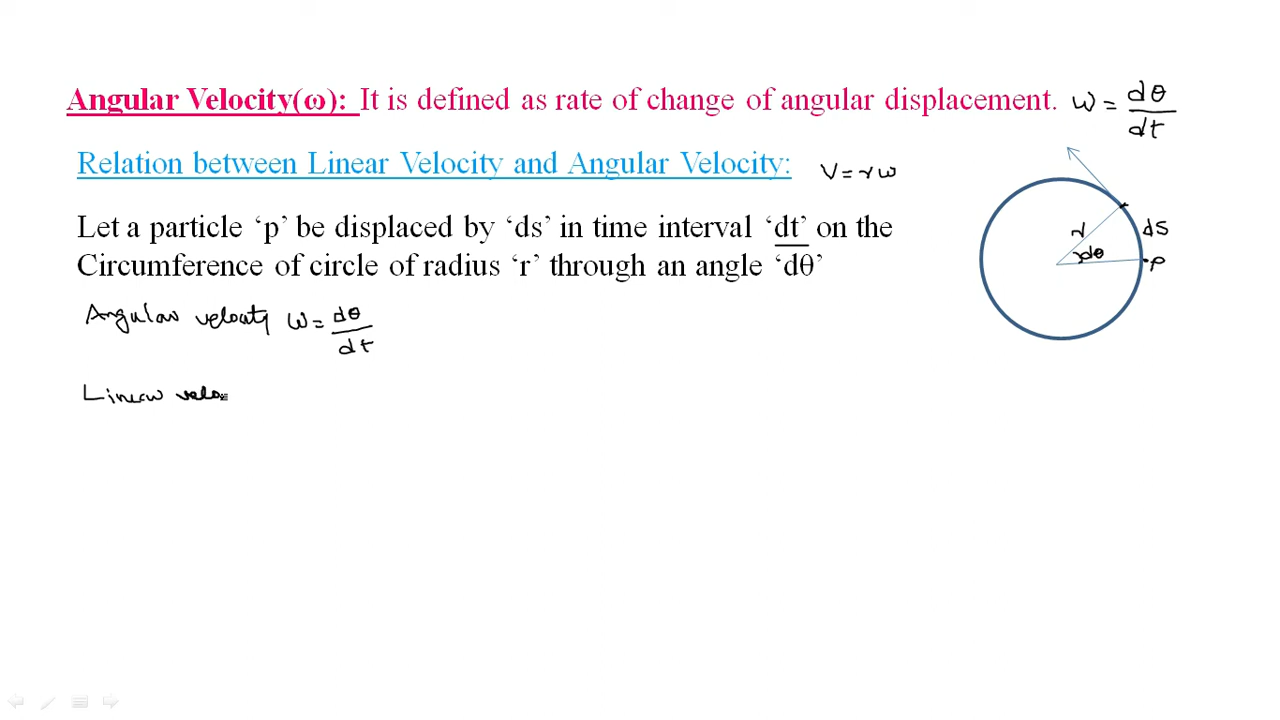 Angular Velocity(ω): It is defined as rate of change of angular displacement. ω = dθ/dt
Relation between Linear Velocity and Angular Velocity: V = rω
Let a particle ‘p’ be displaced by ‘ds’ in time interval ‘dt’ on the
Circumference of circle of radius ‘r’ through an angle ‘dθ’
r
dθ
ds
P
Angular velocity ω = dθ/dt
Linear velo